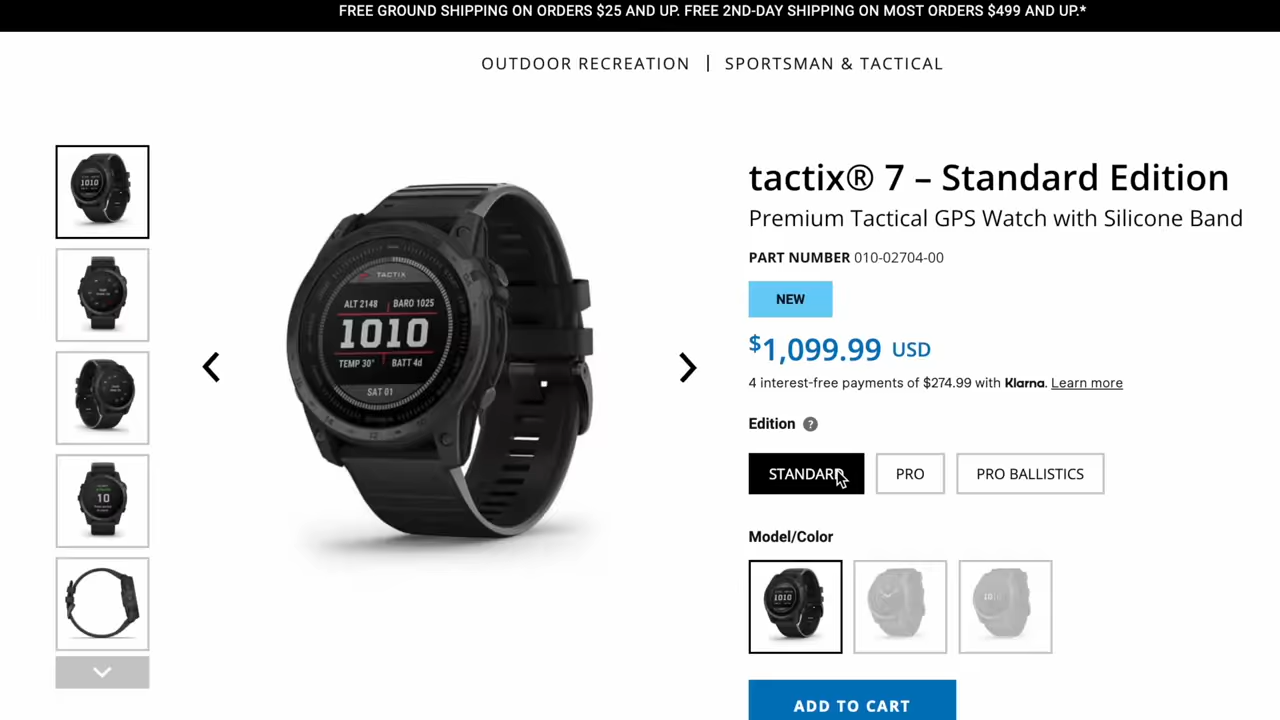 FREE GROUND SHIPPING ON ORDERS $25 AND UP. FREE 2ND-DAY SHIPPING ON MOST ORDERS $499 AND UP.*
OUTDOOR RECREATION | SPORTSMAN & TACTICAL
tactix® 7 – Standard Edition
Premium Tactical GPS Watch with Silicone Band
PART NUMBER 010-02704-00
NEW
$1,099.99 USD
4 interest-free payments of $274.99 with Klarna. Learn more
Edition ?
STANDARD PRO PRO BALLISTICS
Model/Color
ADD TO CART
TACTIX
ALT 2148 BARO 1025
1010
TEMP 30° BATT 4d
SAT 01
1010
10
1010